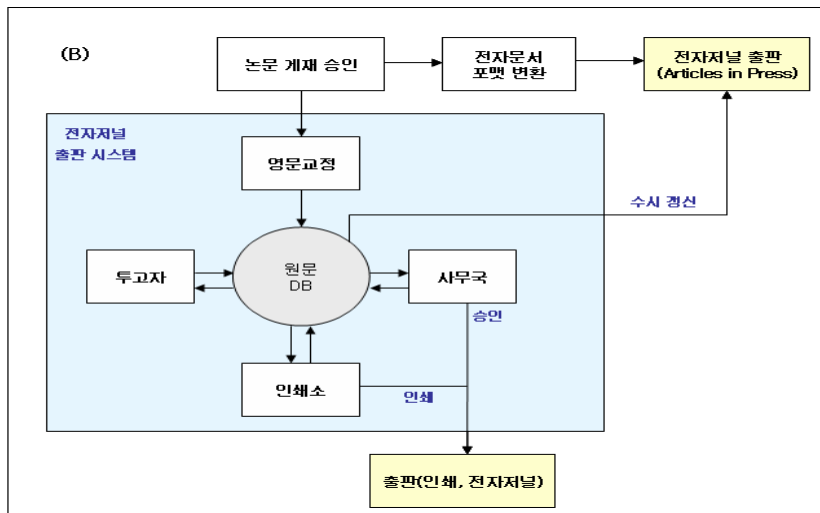 (B)
논문 게재 승인
전자문서
포맷 변환
전자저널 출판
(Articles in Press)
전자저널
출판 시스템
영문교정
수시 갱신
투고자
원문
DB
사무국
승인
인쇄소
인쇄
출판(인쇄, 전자저널)